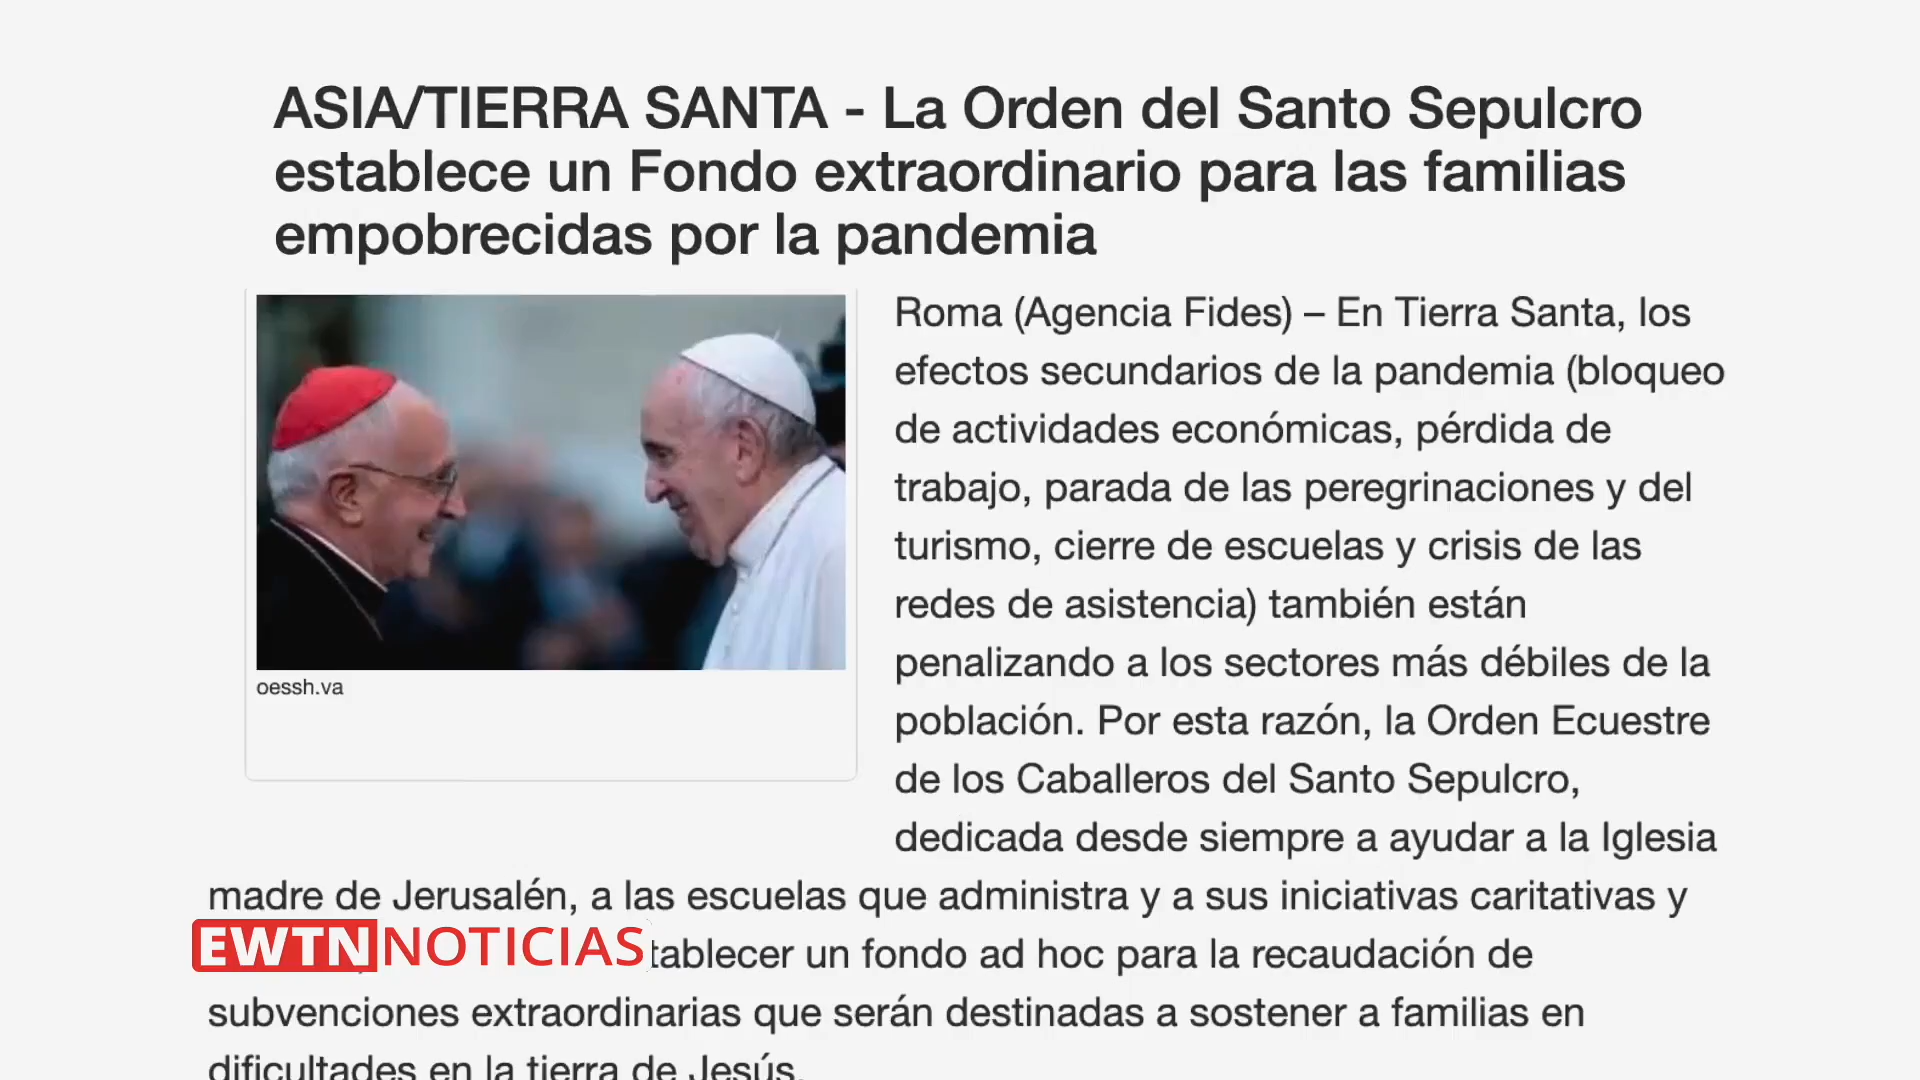 ASIA/TIERRA SANTA - La Orden del Santo Sepulcro
establece un Fondo extraordinario para las familias
empobrecidas por la pandemia
oessh.va
Roma (Agencia Fides) – En Tierra Santa, los
efectos secundarios de la pandemia (bloqueo
de actividades económicas, pérdida de
trabajo, parada de las peregrinaciones y del
turismo, cierre de escuelas y crisis de las
redes de asistencia) también están
penalizando a los sectores más débiles de la
población. Por esta razón, la Orden Ecuestre
de los Caballeros del Santo Sepulcro,
dedicada desde siempre a ayudar a la Iglesia
madre de Jerusalén, a las escuelas que administra y a sus iniciativas caritativas y
EWTN NOTICIAS
un fondo ad hoc para la recaudación de
subvenciones extraordinarias que serán destinadas a sostener a familias en
dificultades en la tierra de Jesús.